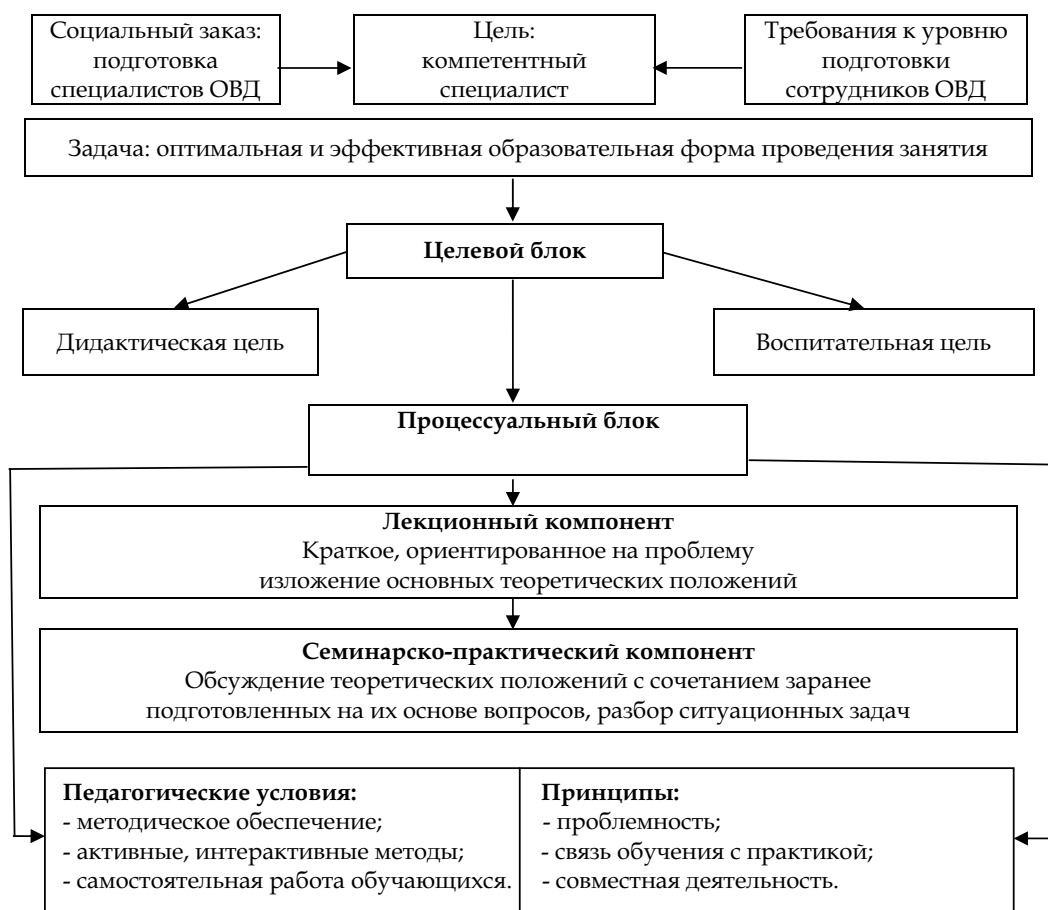 Социальный заказ:
подготовка
специалистов ОВД
Цель:
компетентный
специалист
Требования к уровню
подготовки
сотрудников ОВД
Задача: оптимальная и эффективная образовательная форма проведения занятия
Целевой блок
Дидактическая цель
Воспитательная цель
Процессуальный блок
Лекционный компонент
Краткое, ориентированное на проблему
изложение основных теоретических положений
Семинарско-практический компонент
Обсуждение теоретических положений с сочетанием заранее
подготовленных на их основе вопросов, разбор ситуационных задач
Педагогические условия:
- методическое обеспечение;
- активные, интерактивные методы;
- самостоятельная работа обучающихся.
Принципы:
- проблемность;
- связь обучения с практикой;
- совместная деятельность.